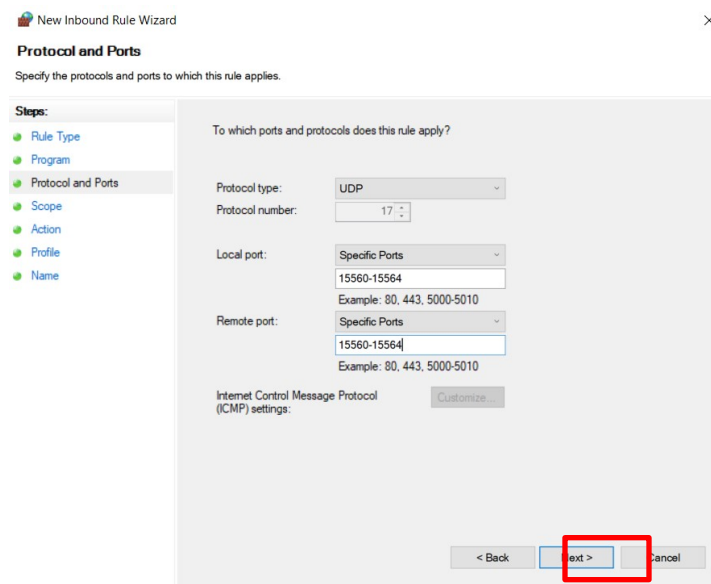 New Inbound Rule Wizard
Protocol and Ports
Specify the protocols and ports to which this rule applies.
Steps:
Rule Type
Program
Protocol and Ports
Scope
Action
Profile
Name
To which ports and protocols does this rule apply?
Protocol type: UDP
Protocol number: 17
Local port: Specific Ports
15560-15564
Example: 80, 443, 5000-5010
Remote port: Specific Ports
15560-15564
Example: 80, 443, 5000-5010
Internet Control Message Protocol
(ICMP) settings: Customize...
< Back Next > Cancel